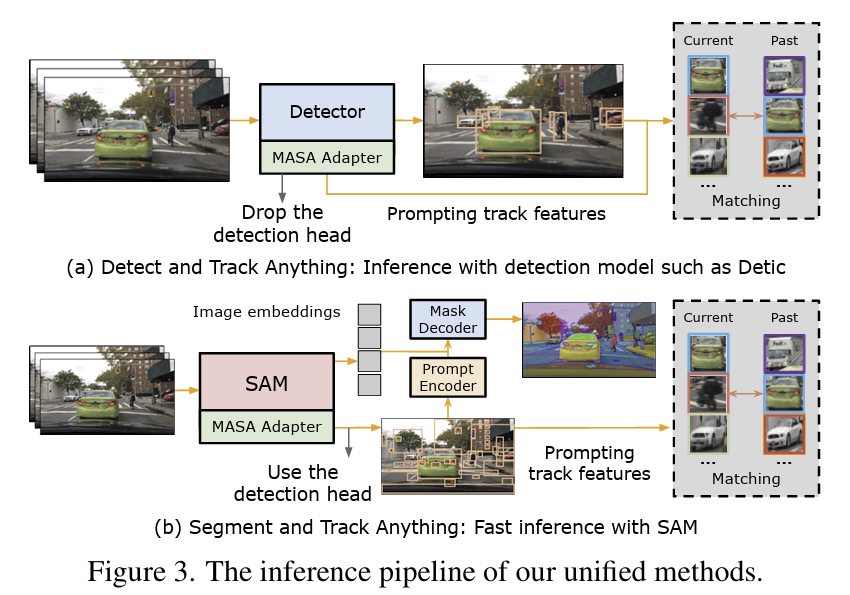 Current Past
Detector
MASA Adapter
Drop the
detection head
Prompting track features
...
...
Matching
(a) Detect and Track Anything: Inference with detection model such as Detic
Image embeddings
Mask
Decoder
SAM
Prompt
Encoder
MASA Adapter
Use the
detection head
Prompting
track features
Current Past
...
...
Matching
(b) Segment and Track Anything: Fast inference with SAM
Figure 3. The inference pipeline of our unified methods.